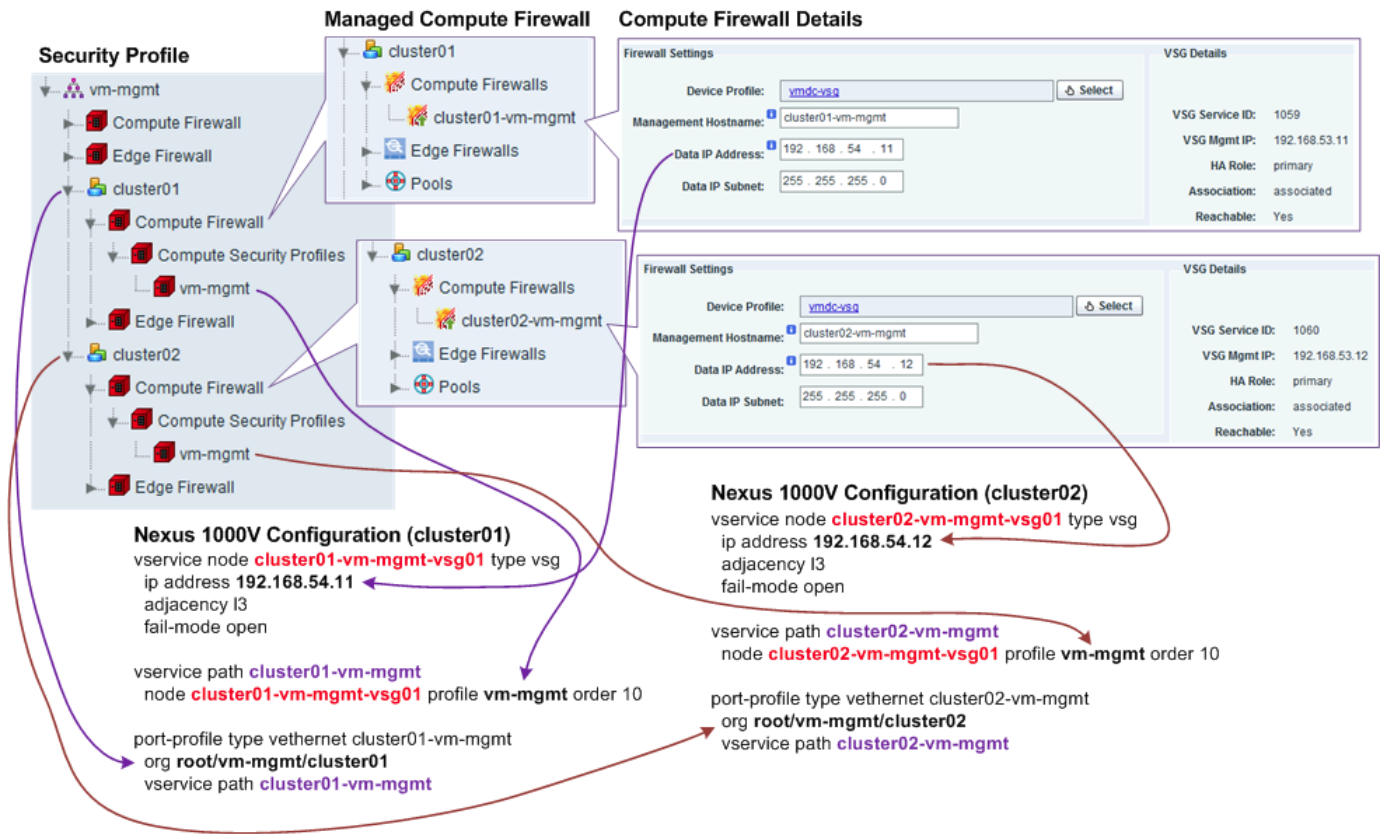 Managed Compute Firewall
Compute Firewall Details
Security Profile
vm-mgmt
Compute Firewall
Edge Firewall
cluster01
Compute Firewall
Compute Security Profiles
vm-mgmt
Edge Firewall
cluster02
Compute Firewall
Compute Security Profiles
vm-mgmt
Edge Firewall
cluster01
Compute Firewalls
cluster01-vm-mgmt
Edge Firewalls
Pools
cluster02
Compute Firewalls
cluster02-vm-mgmt
Edge Firewalls
Pools
Firewall Settings
Device Profile: vmdc-vsg Select
Management Hostname: cluster01-vm-mgmt
Data IP Address: 192 . 168 . 54 . 11
Data IP Subnet: 255 . 255 . 255 . 0
VSG Details
VSG Service ID: 1059
VSG Mgmt IP: 192.168.53.11
HA Role: primary
Association: associated
Reachable: Yes
Firewall Settings
Device Profile: vmdc-vsg Select
Management Hostname: cluster02-vm-mgmt
Data IP Address: 192 . 168 . 54 . 12
Data IP Subnet: 255 . 255 . 255 . 0
VSG Details
VSG Service ID: 1060
VSG Mgmt IP: 192.168.53.12
HA Role: primary
Association: associated
Reachable: Yes
Nexus 1000V Configuration (cluster01)
vservice node cluster01-vm-mgmt-vsg01 type vsg
ip address 192.168.54.11
adjacency l3
fail-mode open
vservice path cluster01-vm-mgmt
node cluster01-vm-mgmt-vsg01 profile vm-mgmt order 10
port-profile type vethernet cluster01-vm-mgmt
org root/vm-mgmt/cluster01
vservice path cluster01-vm-mgmt
Nexus 1000V Configuration (cluster02)
vservice node cluster02-vm-mgmt-vsg01 type vsg
ip address 192.168.54.12
adjacency l3
fail-mode open
vservice path cluster02-vm-mgmt
node cluster02-vm-mgmt-vsg01 profile vm-mgmt order 10
port-profile type vethernet cluster02-vm-mgmt
org root/vm-mgmt/cluster02
vservice path cluster02-vm-mgmt